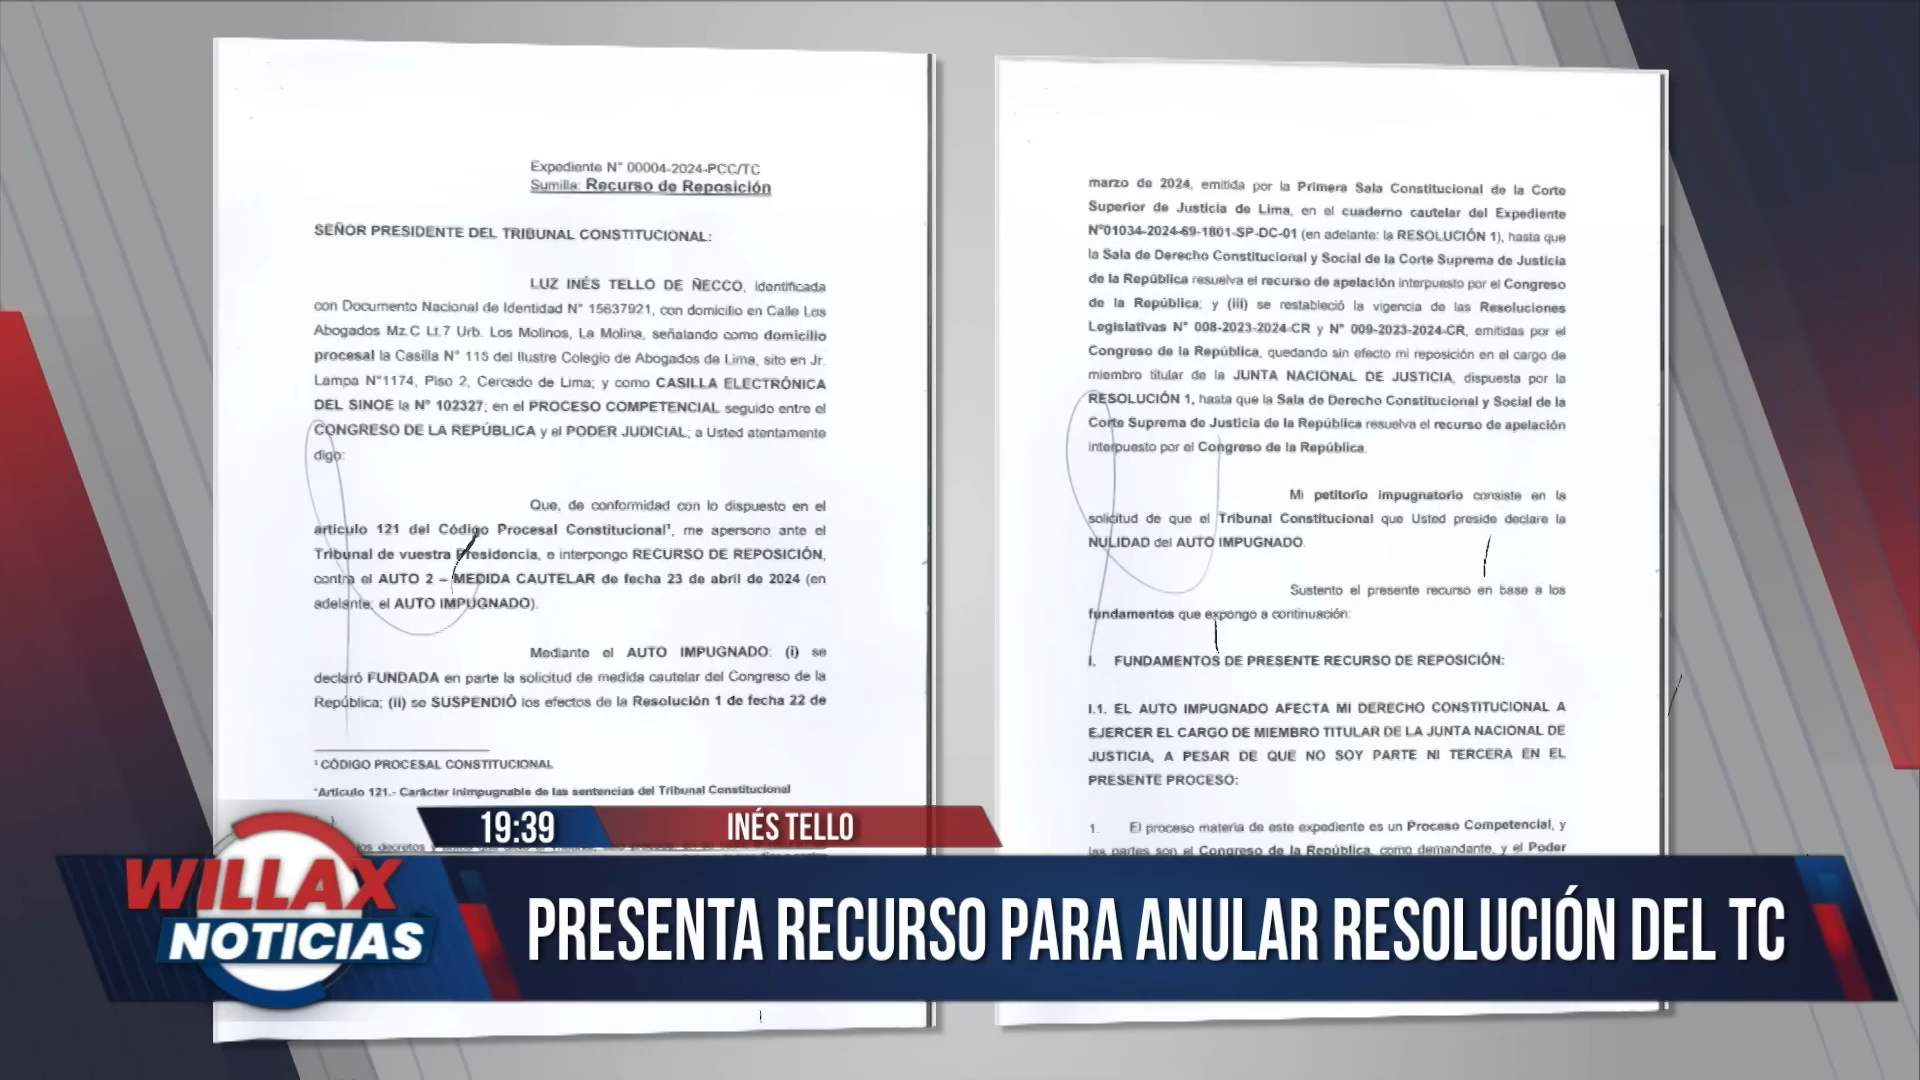 Expediente N° 00004-2024-PCC/TC
Sumilla: Recurso de Reposición
SEÑOR PRESIDENTE DEL TRIBUNAL CONSTITUCIONAL:
LUZ INÉS TELLO DE ÑECCO, identificada
con Documento Nacional de Identidad N° 15637921, con domicilio en Calle Los
Abogados Mz.C Lt.7 Urb. Los Molinos, La Molina, señalando como domicilio
procesal la Casilla N° 115 del Ilustre Colegio de Abogados de Lima, sito en Jr.
Lampa N°1174, Piso 2, Cercado de Lima; y como CASILLA ELECTRÓNICA
DEL SINOE la N° 102327; en el PROCESO COMPETENCIAL seguido entre el
CONGRESO DE LA REPÚBLICA y el PODER JUDICIAL; a Usted atentamente
digo:
Que, de conformidad con lo dispuesto en el
artículo 121 del Código Procesal Constitucional¹, me apersono ante el
Tribunal de vuestra Presidencia, e interpongo RECURSO DE REPOSICIÓN,
contra el AUTO 2 – MEDIDA CAUTELAR de fecha 23 de abril de 2024 (en
adelante; el AUTO IMPUGNADO).
Mediante el AUTO IMPUGNADO: (i) se
declaró FUNDADA en parte la solicitud de medida cautelar del Congreso de la
República; (ii) se SUSPENDIÓ los efectos de la Resolución 1 de fecha 22 de
¹ CÓDIGO PROCESAL CONSTITUCIONAL
"Artículo 121.- Carácter inimpugnable de las sentencias del Tribunal Constitucional
los decretos y
marzo de 2024, emitida por la Primera Sala Constitucional de la Corte
Superior de Justicia de Lima, en el cuaderno cautelar del Expediente
N°01034-2024-69-1801-SP-DC-01 (en adelante: la RESOLUCIÓN 1), hasta que
la Sala de Derecho Constitucional y Social de la Corte Suprema de Justicia
de la República resuelva el recurso de apelación interpuesto por el Congreso
de la República; y (iii) se restableció la vigencia de las Resoluciones
Legislativas N° 008-2023-2024-CR y N° 009-2023-2024-CR, emitidas por el
Congreso de la República, quedando sin efecto mi reposición en el cargo de
miembro titular de la JUNTA NACIONAL DE JUSTICIA, dispuesta por la
RESOLUCIÓN 1, hasta que la Sala de Derecho Constitucional y Social de la
Corte Suprema de Justicia de la República resuelva el recurso de apelación
interpuesto por el Congreso de la República.
Mi petitorio impugnatorio consiste en la
solicitud de que el Tribunal Constitucional que Usted preside declare la
NULIDAD del AUTO IMPUGNADO.
Sustento el presente recurso en base a los
fundamentos que expongo a continuación:
I. FUNDAMENTOS DE PRESENTE RECURSO DE REPOSICIÓN:
I.1. EL AUTO IMPUGNADO AFECTA MI DERECHO CONSTITUCIONAL A
EJERCER EL CARGO DE MIEMBRO TITULAR DE LA JUNTA NACIONAL DE
JUSTICIA, A PESAR DE QUE NO SOY PARTE NI TERCERA EN EL
PRESENTE PROCESO:
1. El proceso materia de este expediente es un Proceso Competencial, y
las partes son el Congreso de la República, como demandante, y el Poder
19:39
INÉS TELLO
WILLAX
NOTICIAS
PRESENTA RECURSO PARA ANULAR RESOLUCIÓN DEL TC